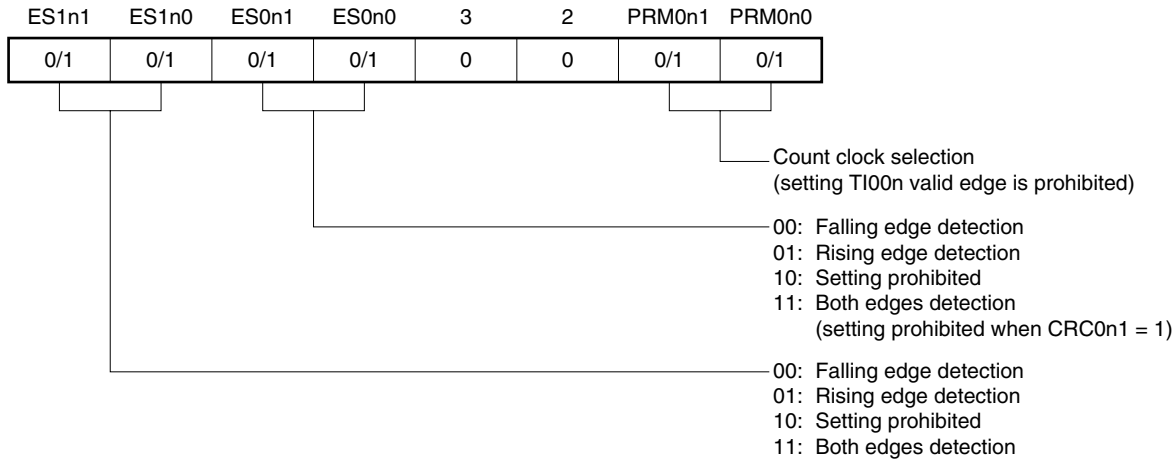 ES1n1 ES1n0 ES0n1 ES0n0 3 2 PRM0n1 PRM0n0
0/1 0/1 0/1 0/1 0 0 0/1 0/1
Count clock selection
(setting TI00n valid edge is prohibited)
00: Falling edge detection
01: Rising edge detection
10: Setting prohibited
11: Both edges detection
(setting prohibited when CRC0n1 = 1)
00: Falling edge detection
01: Rising edge detection
10: Setting prohibited
11: Both edges detection